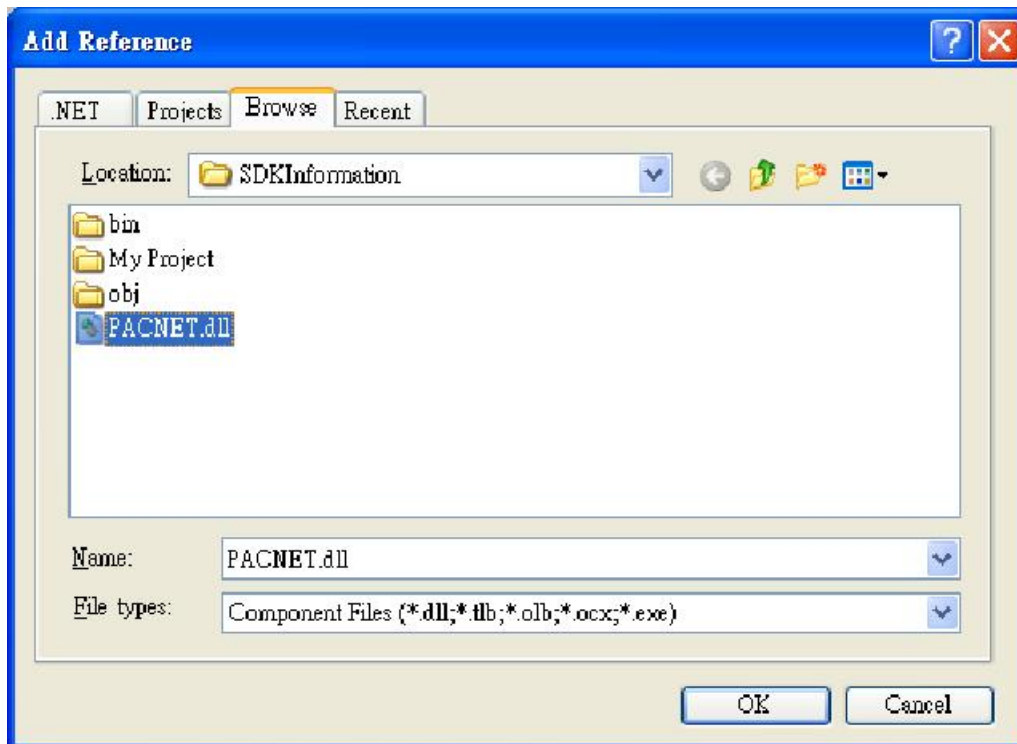 Add Reference
.NET Projects Browse Recent
Location: SDKInformation
bin
My Project
obj
PACNET.dll
Name: PACNET.dll
File types: Component Files (*.dll;*.tlb;*.olb;*.ocx;*.exe)
OK Cancel